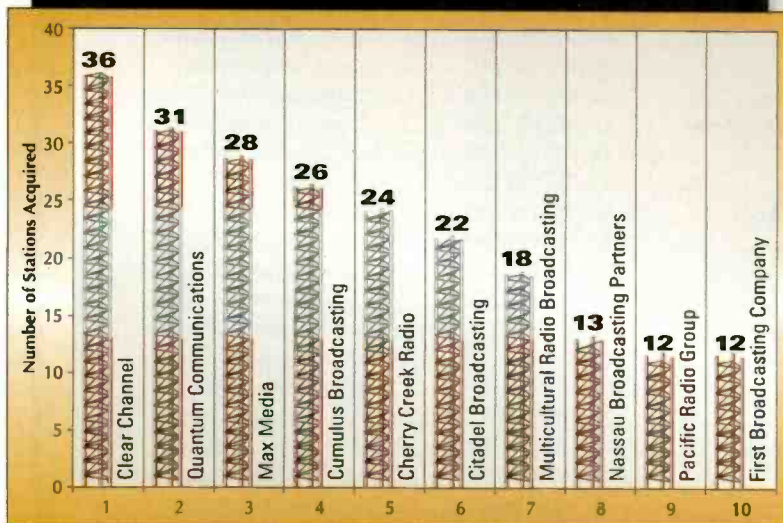 Number of Stations Acquired
40
35
30
25
20
15
10
5
0
36
31
28
26
24
22
18
13
12
12
Clear Channel
Quantum Communications
Max Media
Cumulus Broadcasting
Cherry Creek Radio
Citadel Broadcasting
Multicultural Radio Broadcasting
Nassau Broadcasting Partners
Pacific Radio Group
First Broadcasting Company
1
2
3
4
5
6
7
8
9
10